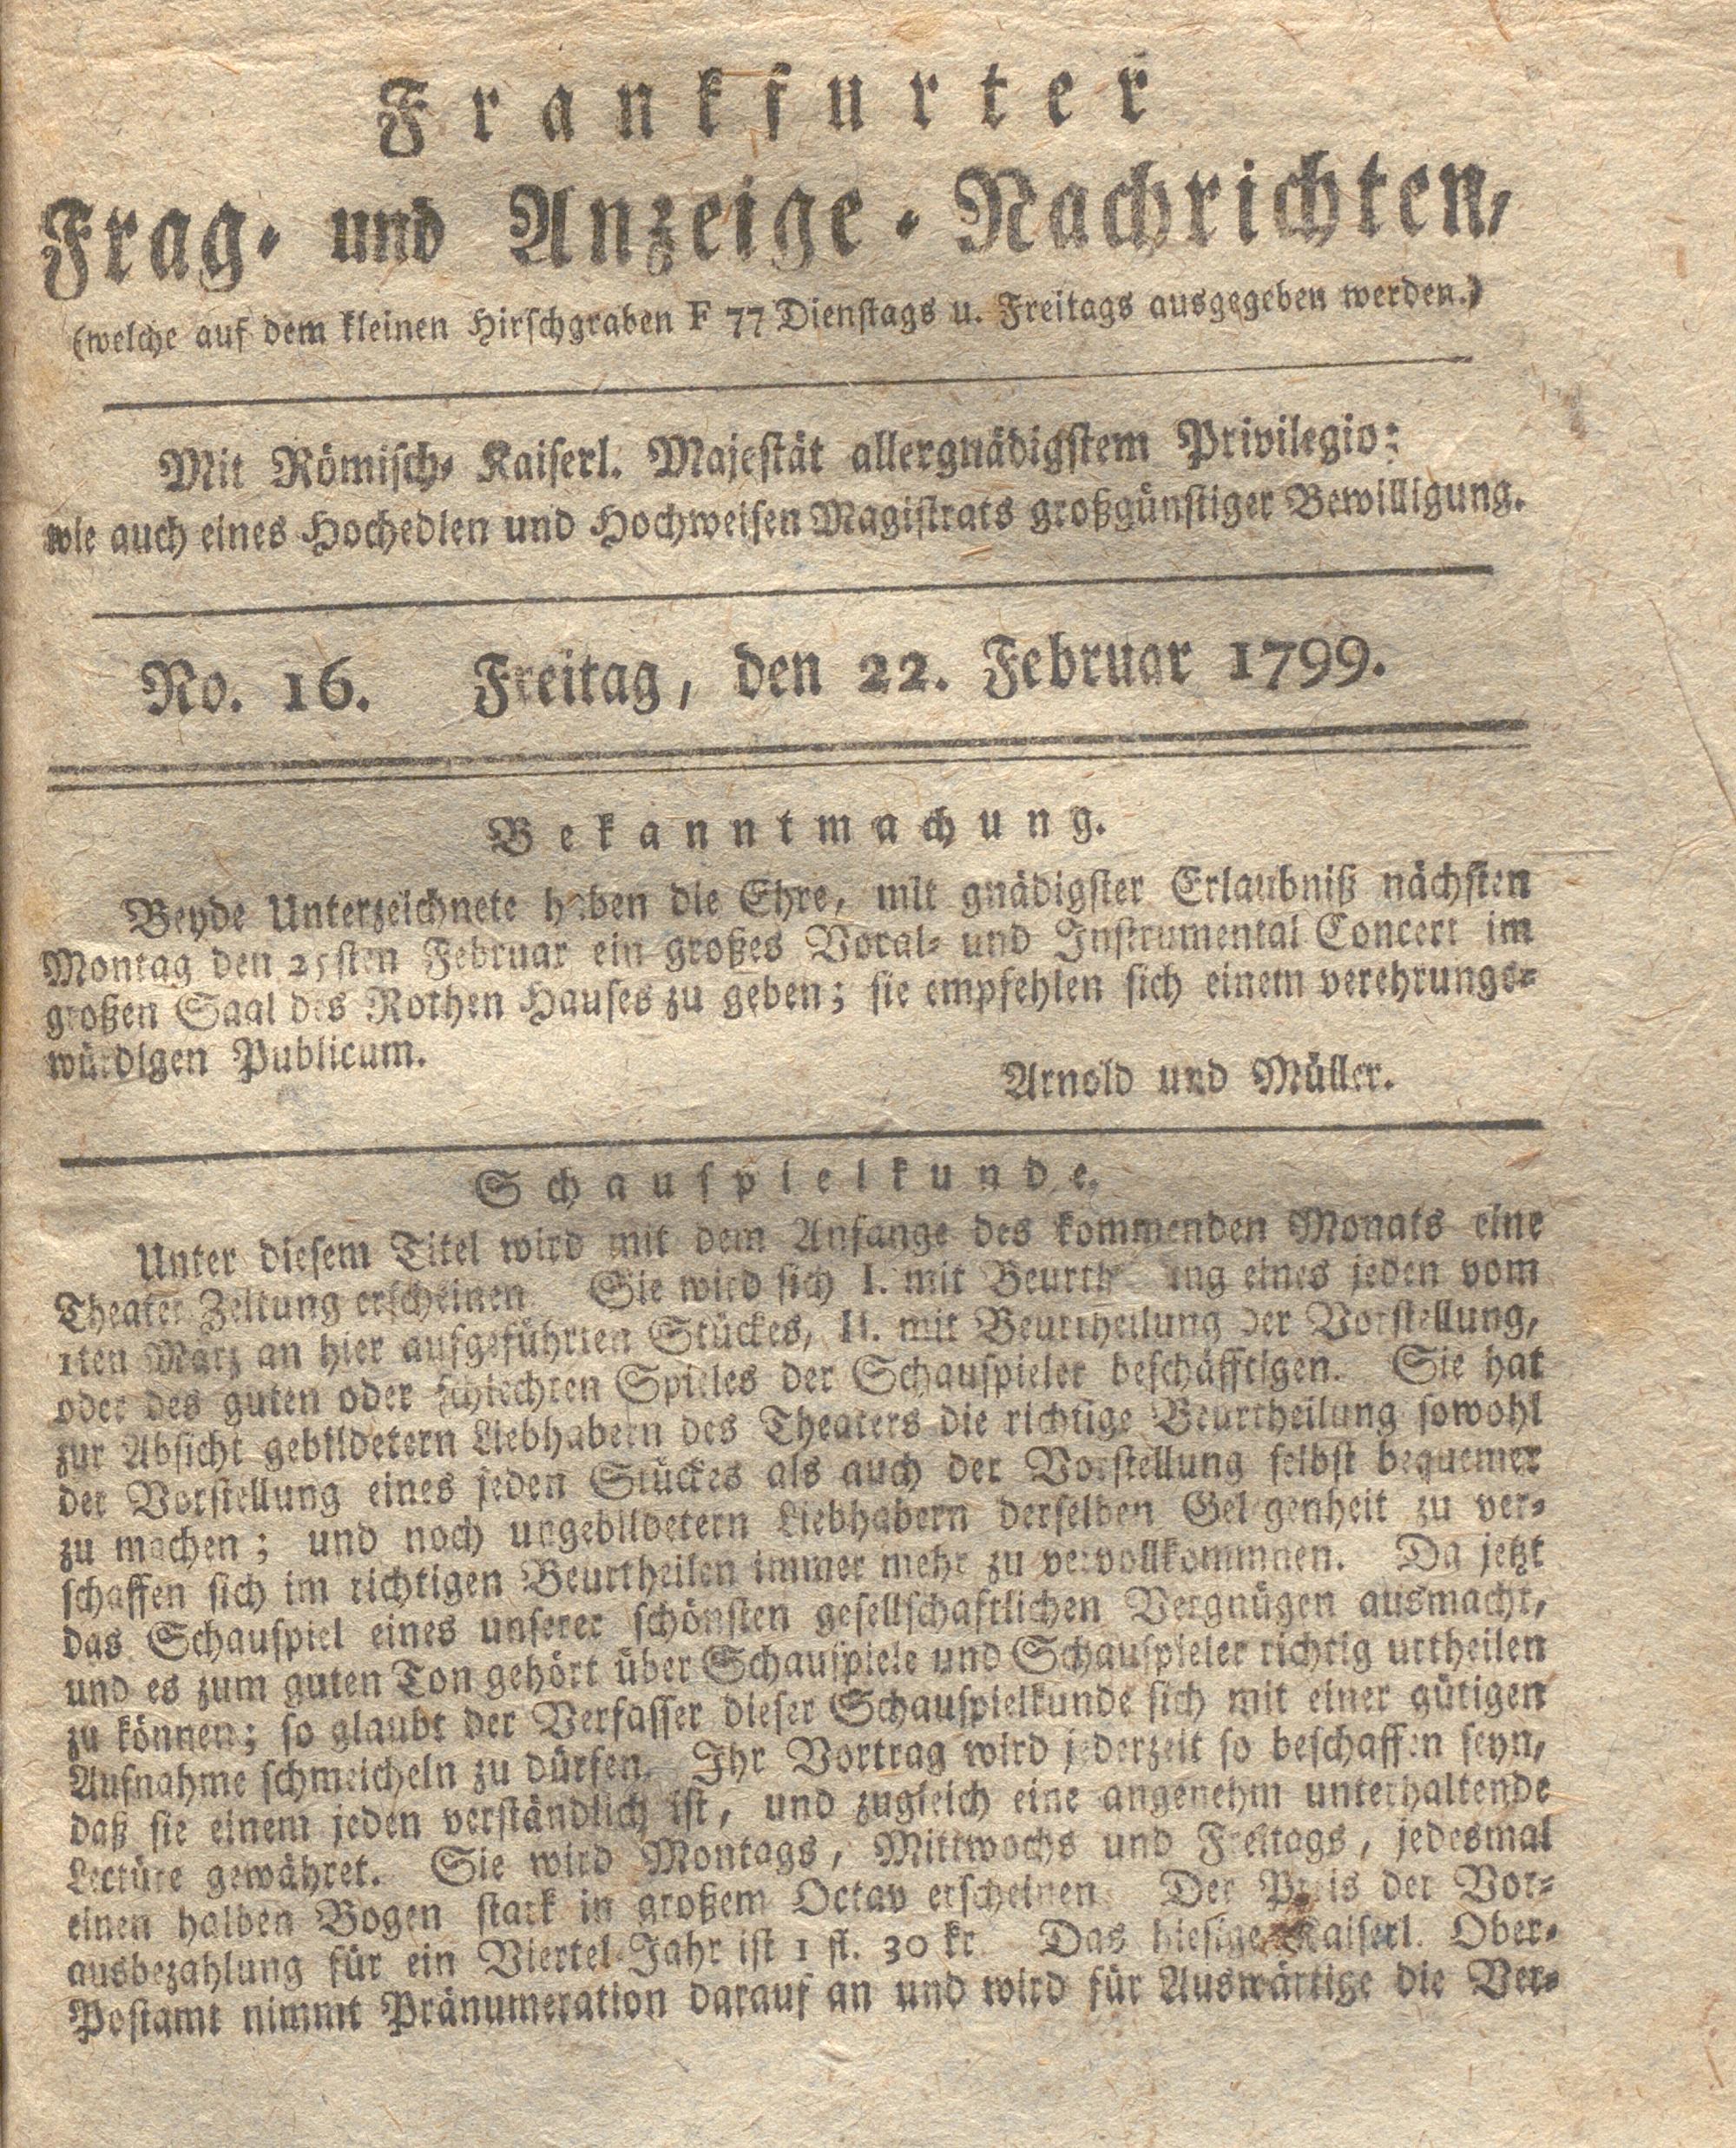 Frankfurter
Frag- und Anzeige-Nachrichten,
(welche auf dem kleinen Hirschgraben F 77 Dienstags u. Freitags ausgegeben werden.)
Mit Römisch- Kaiserl. Majestät allergnädigstem Privilegio:
wie auch eines Hochedlen und Hochweisen Magistrats großgünstiger Bewilligung.
No. 16. Freitag, den 22. Februar 1799.
Bekanntmachung.
Beyde Unterzeichnete haben die Ehre, mit gnädigster Erlaubniß nächsten
Montag den 25sten Februar ein großes Vocal- und Instrumental Concert im
großen Saal des Rothen Hauses zu geben; sie empfehlen sich einem verehrungs-
würdigen Publicum.
Arnold und Müller.
Schauspielkunde.
Unter diesem Titel wird mit dem Anfange des kommenden Monats eine
Theater Zeitung erscheinen. Sie wird sich I. mit eines jeden vom
1ten März an hier aufgeführten Stückes, II. mit Beurtheilung der Vorstellung,
oder des guten oder schlechten Spieles der Schauspieler beschäfftigen. Sie hat
zur Absicht gebildetern Liebhabern des Theaters die richtige Beurtheilung sowohl
der Vorstellung eines jeden Stückes als auch der Vorstellung selbst bequemer
zu machen; und noch ungebildetern Liebhabern derselben Gelegenheit zu ver-
schaffen sich im richtigen Beurtheilen immer mehr zu vervollkommnen. Da jetzt
das Schauspiel eines unserer schönsten gesellschaftlichen Vergnügen ausmacht,
und es zum guten Ton gehört über Schauspiele und Schauspieler richtig urtheilen
zu können; so glaubt der Verfasser dieser Schauspielkunde sich mit einer gütigen
Aufnahme schmeicheln zu dürfen. Ihr Vortrag wird jederzeit so beschaffen seyn,
daß sie einem jeden verständlich ist, und zugleich eine angenehm unterhaltende
Lectüre gewähret. Sie wird Montags, Mittwochs und Freitags, jedesmal
einen halben Bogen stark in großem Octav erscheinen. Der Preis der Vor-
ausbezahlung für ein Viertel-Jahr ist 1 fl. 30 kr. Das hiesige Kaiserl. Ober-
Postamt nimmt Pränumeration darauf an und wird für Auswärtige die Ver-